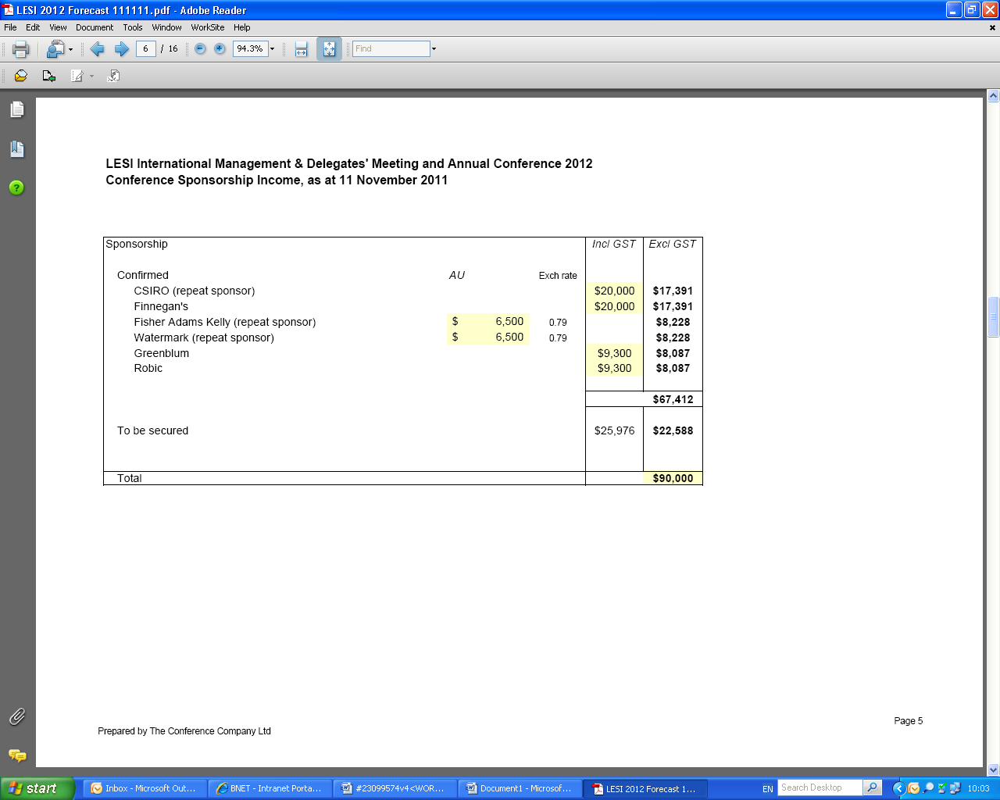 LESI 2012 Forecast 111111.pdf - Adobe Reader
File Edit View Document Tools Window WorkSite Help
6 / 16 94.3% Find
LESI International Management & Delegates' Meeting and Annual Conference 2012
Conference Sponsorship Income, as at 11 November 2011
Sponsorship Incl GST Excl GST
Confirmed AU Exch rate
CSIRO (repeat sponsor) $20,000 $17,391
Finnegan's $20,000 $17,391
Fisher Adams Kelly (repeat sponsor) $ 6,500 0.79 $8,228
Watermark (repeat sponsor) $ 6,500 0.79 $8,228
Greenblum $9,300 $8,087
Robic $9,300 $8,087
$67,412
To be secured $25,976 $22,588
Total $90,000
Page 5
Prepared by The Conference Company Ltd
start Inbox - Microsoft Out... BNET - Intranet Porta... #23099574v4<WOR... Document1 - Microsof... LESI 2012 Forecast 1... EN Search Desktop 10:03